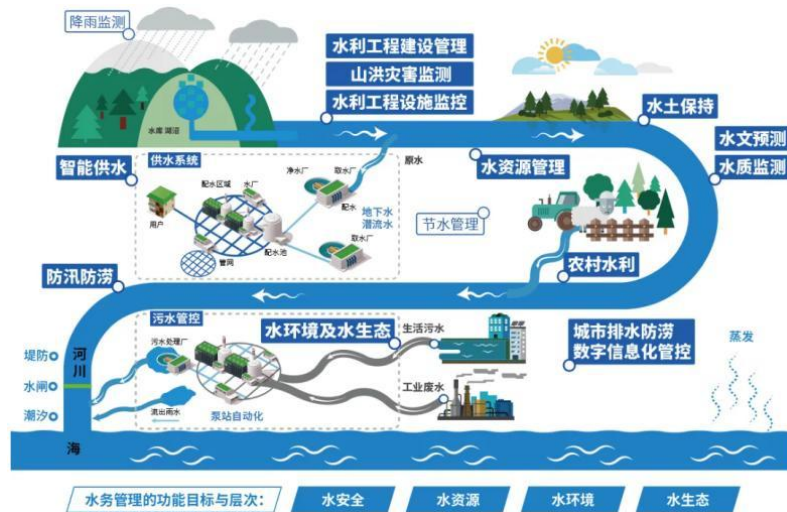 降雨监测
水利工程建设管理
山洪灾害监测
水利工程设施监控
水土保持
水文预测
水质监测
水库 湖泊
智能供水
供水系统
原水
水资源管理
净水厂
取水厂
配水区域
水厂
配水
地下水
潜流水
用户
取水厂
配水池
管网
节水管理
农村水利
防汛防涝
污水管控
水环境及水生态
生活污水
城市排水防涝
数字信息化管控
蒸发
污水处理厂
堤防
河川
水闸
工业废水
潮汐
流出雨水
泵站自动化
海
水务管理的功能目标与层次:
水安全
水资源
水环境
水生态